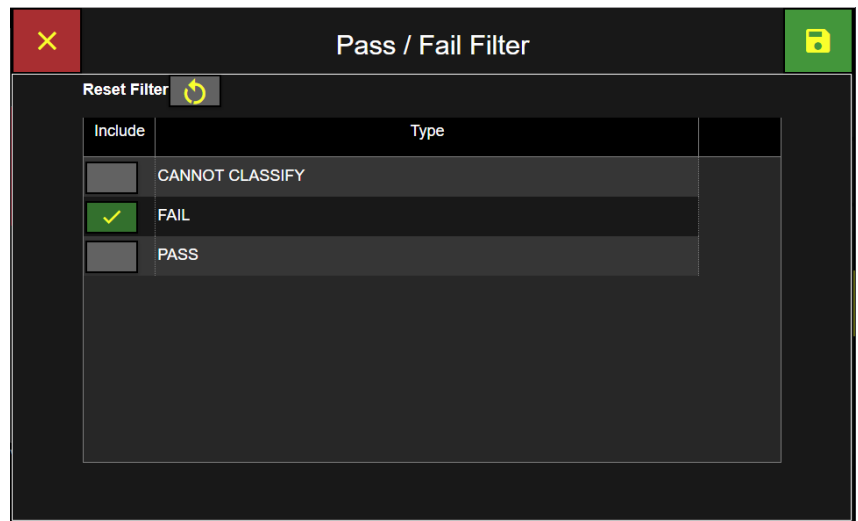 Pass / Fail Filter
Reset Filter
Include Type
CANNOT CLASSIFY
FAIL
PASS